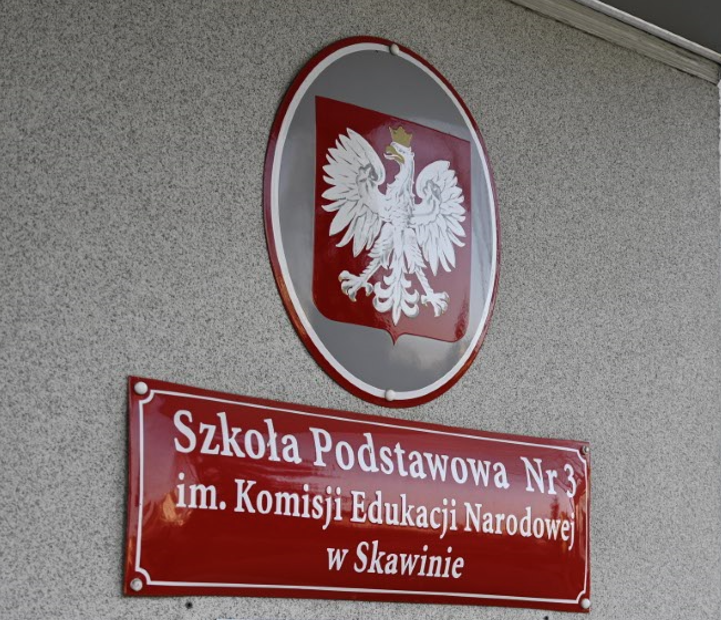 Szkoła Podstawowa Nr 3
im. Komisji Edukacji Narodowej
w Skawinie